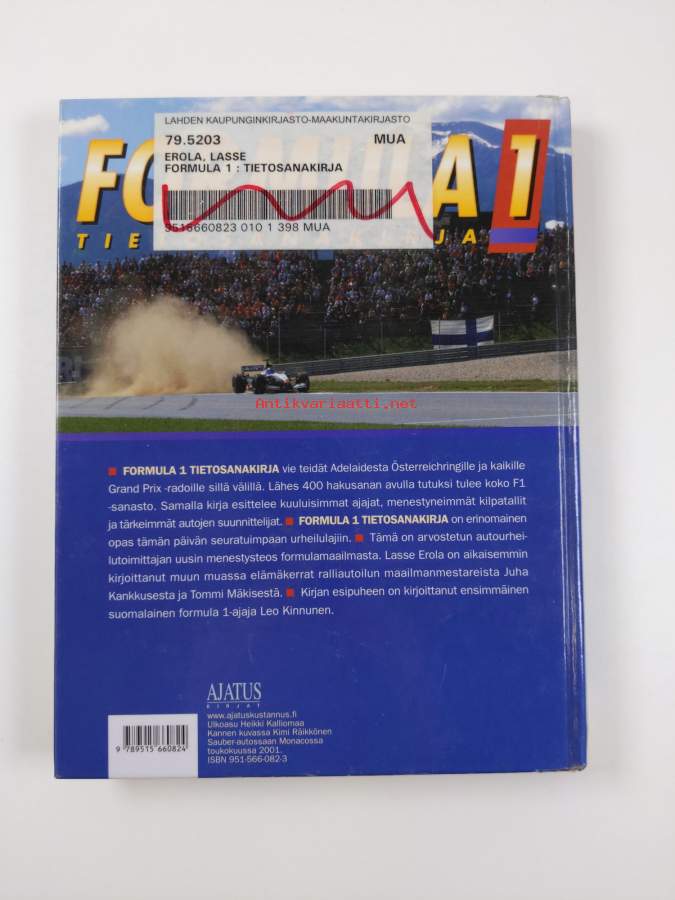 LAHDEN KAUPUNGINKIRJASTO-MAAKUNTAKIRJASTO
79.5203 MUA
EROLA, LASSE
FORMULA 1 : TIETOSANAKIRJA
9518660823 010 1 398 MUA
Antikvariaatti.net
■ FORMULA 1 TIETOSANAKIRJA vie teidät Adelaidesta Österreichringille ja kaikille
Grand Prix -radoille sillä välillä. Lähes 400 hakusanan avulla tutuksi tulee koko F1
-sanasto. Samalla kirja esittelee kuuluisimmat ajajat, menestyneimmät kilpatallit
ja tärkeimmät autojen suunnittelijat. ■ FORMULA 1 TIETOSANAKIRJA on erinomainen
opas tämän päivän seuratuimpaan urheilulajiin. ■ Tämä on arvostetun autourhei-
lutoimittajan uusin menestysteos formulamaailmasta. Lasse Erola on aikaisemmin
kirjoittanut muun muassa elämäkerrat ralliautoilun maailmanmestareista Juha
Kankkusesta ja Tommi Mäkisestä. ■ Kirjan esipuheen on kirjoittanut ensimmäinen
suomalainen formula 1-ajaja Leo Kinnunen.
AJATUS
KIRJAT
www.ajatuskustannus.fi
Ulkoasu Heikki Kalliomaa
Kannen kuvassa Kimi Räikkönen
Sauber-autossaan Monacossa
toukokuussa 2001.
ISBN 951-566-082-3
9 789515 660824